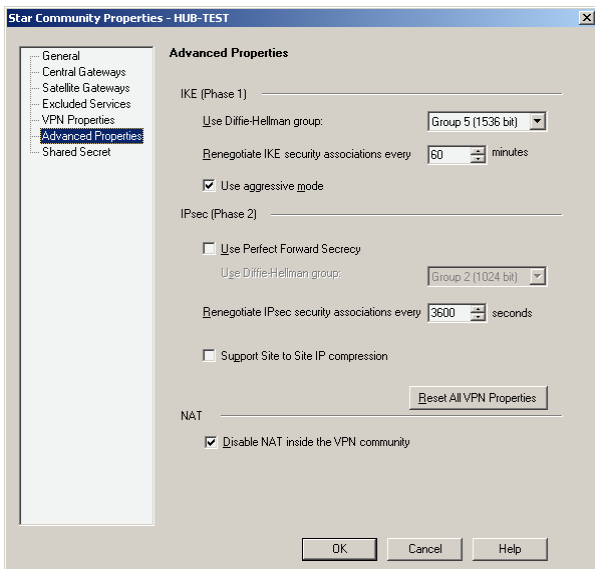 Star Community Properties - HUB-TEST
General
Central Gateways
Satellite Gateways
Excluded Services
VPN Properties
Advanced Properties
Shared Secret
Advanced Properties
IKE (Phase 1)
Use Diffie-Hellman group: Group 5 (1536 bit)
Renegotiate IKE security associations every 60 minutes
Use aggressive mode
IPsec (Phase 2)
Use Perfect Forward Secrecy
Use Diffie-Hellman group: Group 2 (1024 bit)
Renegotiate IPsec security associations every 3600 seconds
Support Site to Site IP compression
Reset All VPN Properties
NAT
Disable NAT inside the VPN community
OK Cancel Help